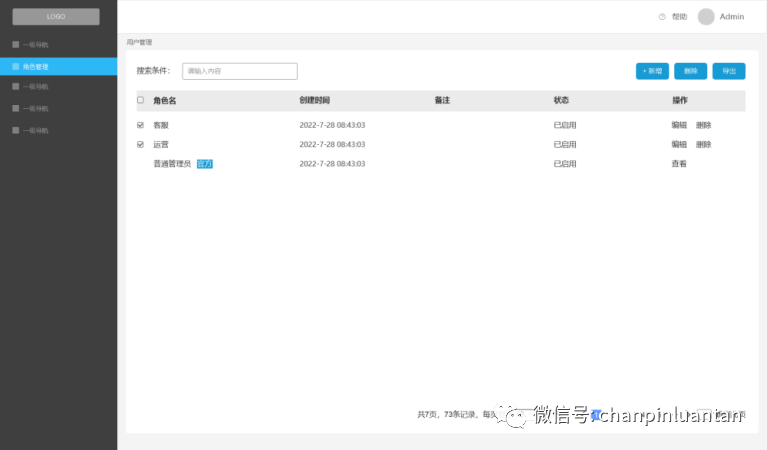 LOGO
帮助 Admin
一级导航
角色管理
一级导航
一级导航
一级导航
用户管理
搜索条件： 请输入内容
+ 新增 删除 导出
角色名 创建时间 备注 状态 操作
客服 2022-7-28 08:43:03 已启用 编辑 删除
运营 2022-7-28 08:43:03 已启用 编辑 删除
普通管理员 2022-7-28 08:43:03 已启用 查看
共7页，73条记录，每页
微信号: chanpinluantan